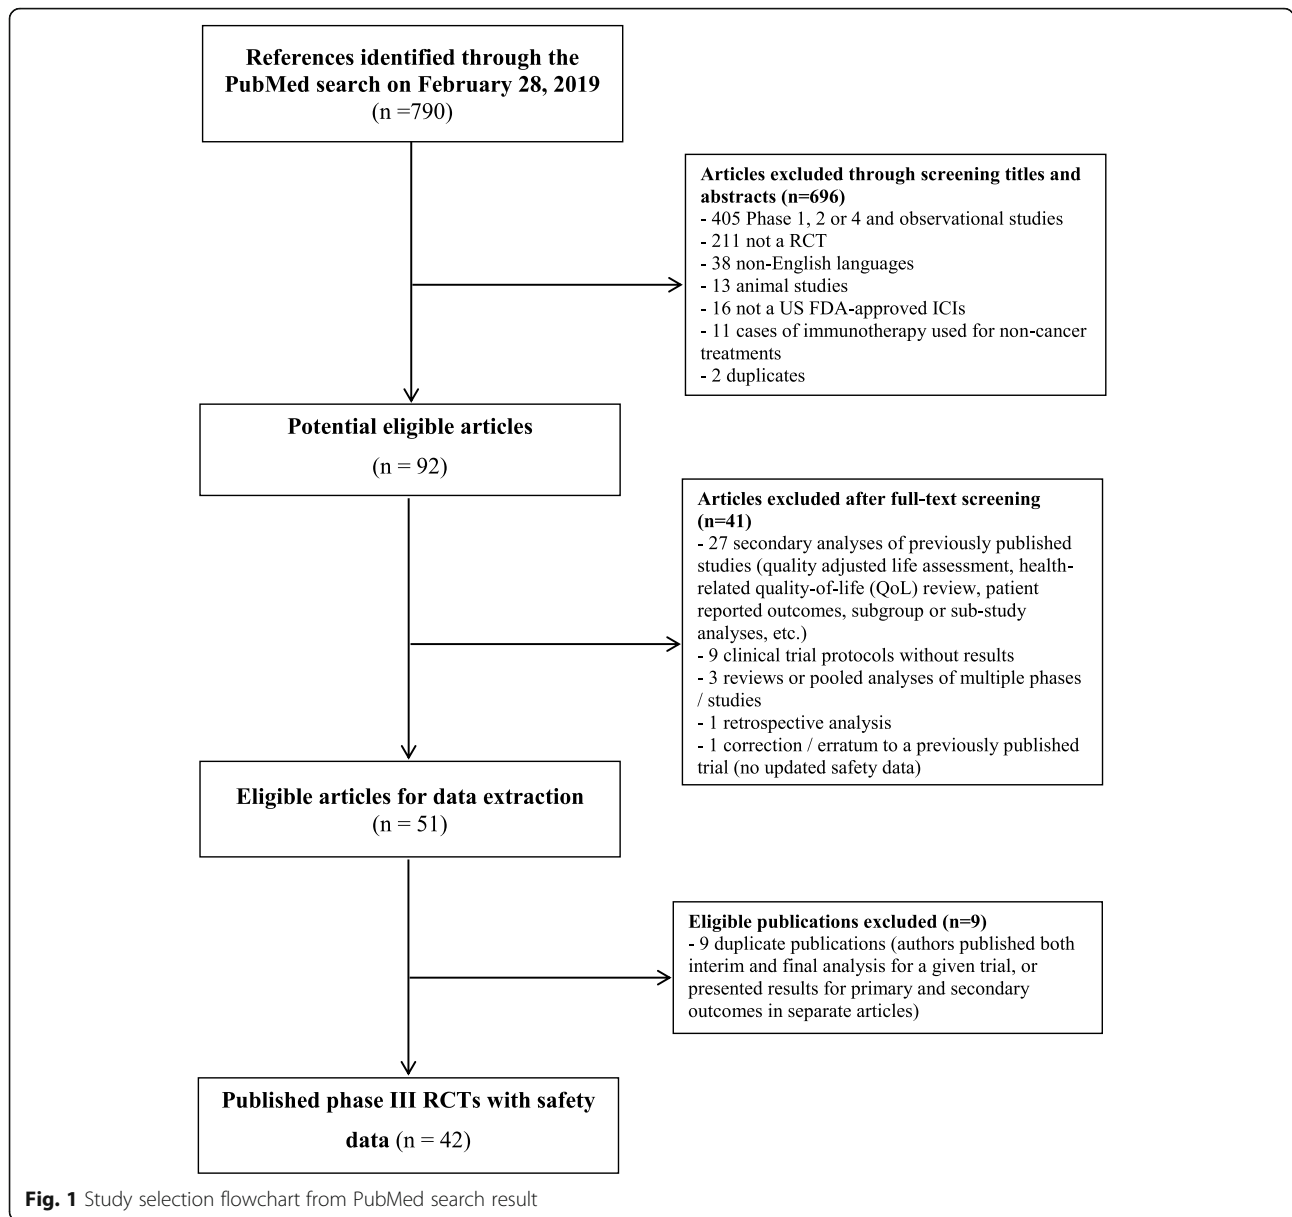 References identified through the
PubMed search on February 28, 2019
(n =790)
Articles excluded through screening titles and
abstracts (n=696)
- 405 Phase 1, 2 or 4 and observational studies
- 211 not a RCT
- 38 non-English languages
- 13 animal studies
- 16 not a US FDA-approved ICIs
- 11 cases of immunotherapy used for non-cancer
treatments
- 2 duplicates
Potential eligible articles
(n = 92)
Articles excluded after full-text screening
(n=41)
- 27 secondary analyses of previously published
studies (quality adjusted life assessment, health-
related quality-of-life (QoL) review, patient
reported outcomes, subgroup or sub-study
analyses, etc.)
- 9 clinical trial protocols without results
- 3 reviews or pooled analyses of multiple phases
/ studies
- 1 retrospective analysis
- 1 correction / erratum to a previously published
trial (no updated safety data)
Eligible articles for data extraction
(n = 51)
Eligible publications excluded (n=9)
- 9 duplicate publications (authors published both
interim and final analysis for a given trial, or
presented results for primary and secondary
outcomes in separate articles)
Published phase III RCTs with safety
data (n = 42)
Fig. 1 Study selection flowchart from PubMed search result